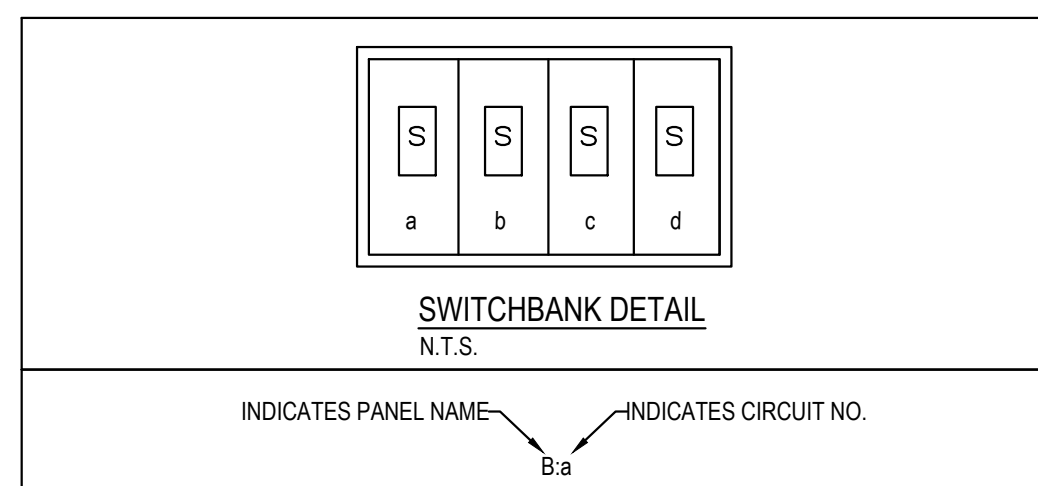 S S S S
a b c d
SWITCHBANK DETAIL
N.T.S.
INDICATES PANEL NAME INDICATES CIRCUIT NO.
B:a